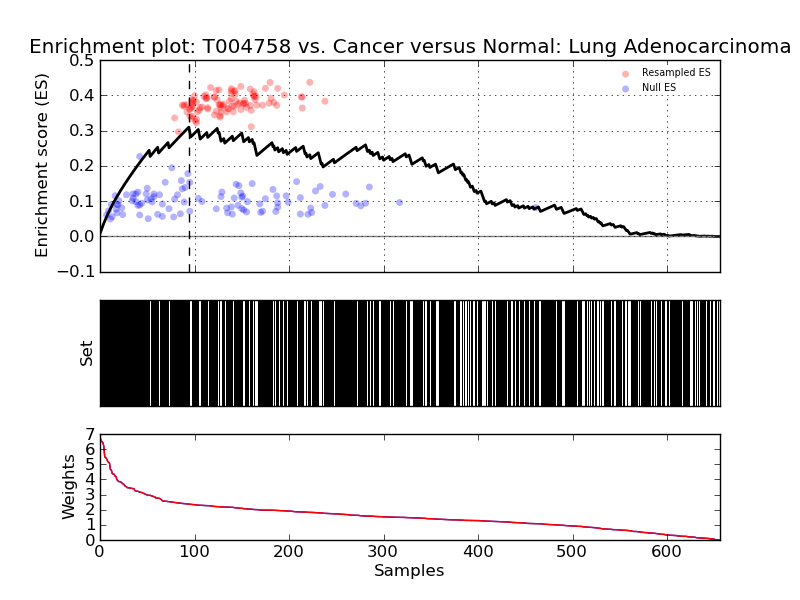 Enrichment plot: T004758 vs. Cancer versus Normal: Lung Adenocarcinoma
Enrichment score (ES)
0.5
0.4
0.3
0.2
0.1
0.0
−0.1
Resampled ES
Null ES
Set
Weights
7
6
5
4
3
2
1
0
0 100 200 300 400 500 600
Samples